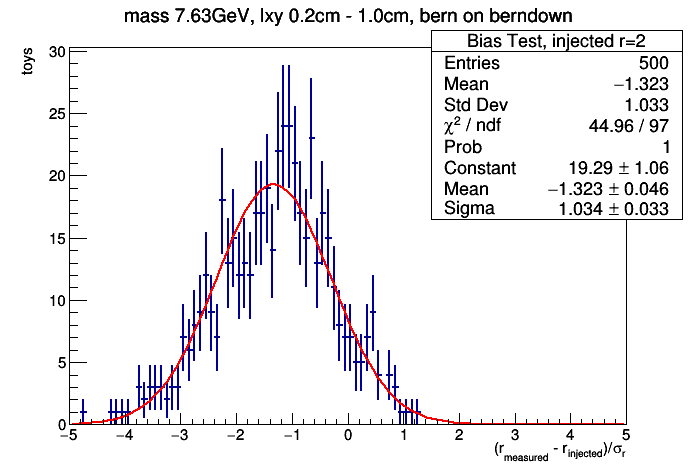 mass 7.63GeV, lxy 0.2cm - 1.0cm, bern on berndown
toys
Bias Test, injected r=2
Entries 500
Mean −1.323
Std Dev 1.033
χ² / ndf 44.96 / 97
Prob 1
Constant 19.29 ± 1.06
Mean −1.323 ± 0.046
Sigma 1.034 ± 0.033
30
25
20
15
10
5
0
−5 −4 −3 −2 −1 0 1 2 3 4 5
(r_measured - r_injected)/σ_r